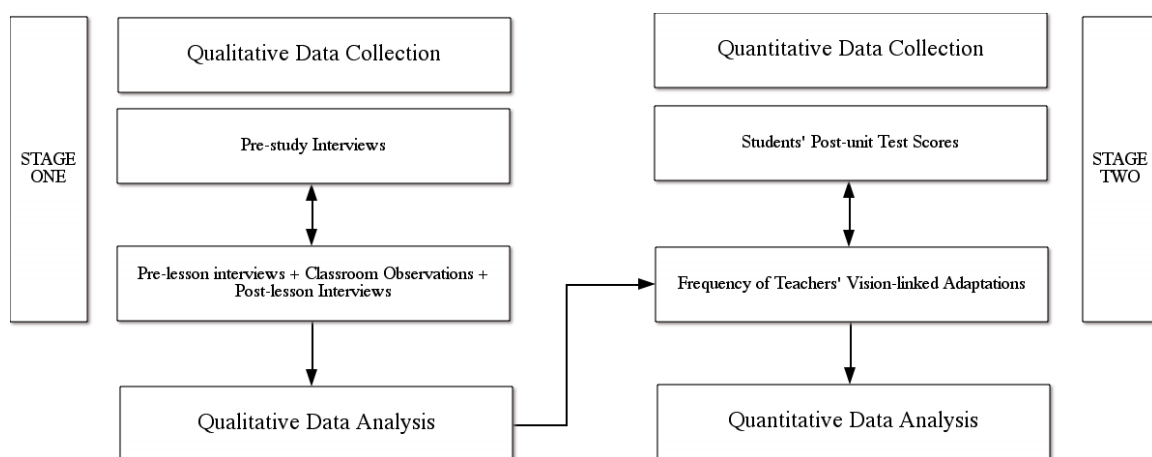 STAGE
ONE
Qualitative Data Collection
Pre-study Interviews
Pre-lesson interviews + Classroom Observations +
Post-lesson Interviews
Qualitative Data Analysis
Quantitative Data Collection
Students' Post-unit Test Scores
Frequency of Teachers' Vision-linked Adaptations
Quantitative Data Analysis
STAGE
TWO